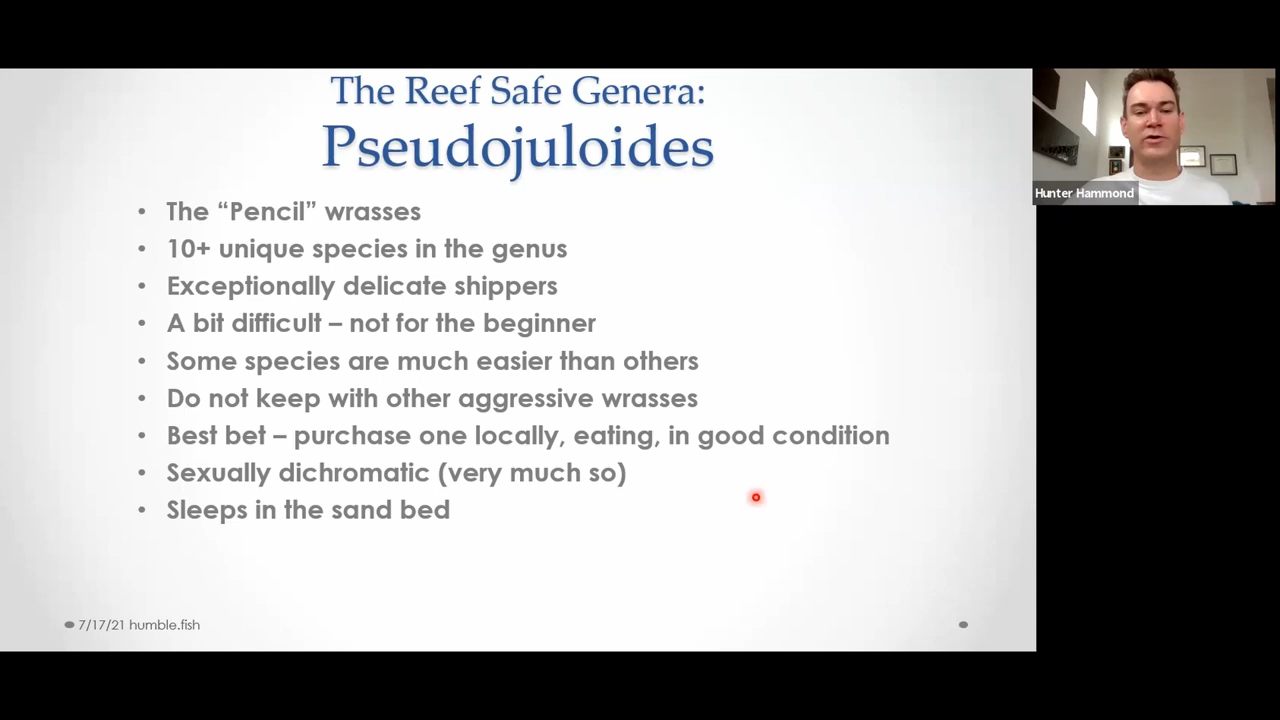 The Reef Safe Genera:
Pseudojuloides
• The “Pencil” wrasses
• 10+ unique species in the genus
• Exceptionally delicate shippers
• A bit difficult – not for the beginner
• Some species are much easier than others
• Do not keep with other aggressive wrasses
• Best bet – purchase one locally, eating, in good condition
• Sexually dichromatic (very much so)
• Sleeps in the sand bed
7/17/21 humble.fish
Hunter Hammond